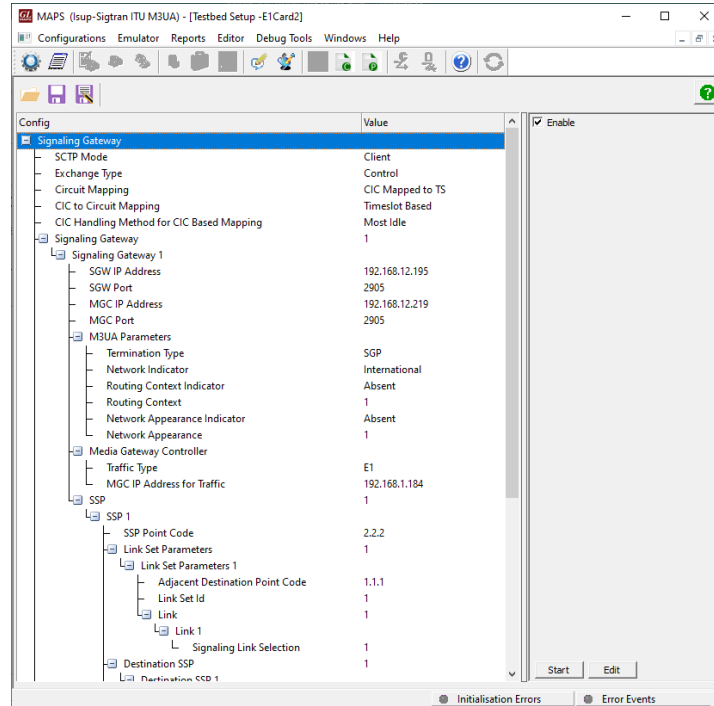 MAPS (Isup-Sigtran ITU M3UA) - [Testbed Setup -E1Card2]
Configurations Emulator Reports Editor Debug Tools Windows Help
Config Value
Enable
Signaling Gateway
SCTP Mode Client
Exchange Type Control
Circuit Mapping CIC Mapped to TS
CIC to Circuit Mapping Timeslot Based
CIC Handling Method for CIC Based Mapping Most Idle
Signaling Gateway 1
Signaling Gateway 1
SGW IP Address 192.168.12.195
SGW Port 2905
MGC IP Address 192.168.12.219
MGC Port 2905
M3UA Parameters
Termination Type SGP
Network Indicator International
Routing Context Indicator Absent
Routing Context 1
Network Appearance Indicator Absent
Network Appearance 1
Media Gateway Controller
Traffic Type E1
MGC IP Address for Traffic 192.168.1.184
SSP 1
SSP 1
SSP Point Code 2.2.2
Link Set Parameters 1
Link Set Parameters 1
Adjacent Destination Point Code 1.1.1
Link Set Id 1
Link 1
Link 1
Signaling Link Selection 1
Destination SSP 1
Destination SSP 1
Start Edit
Initialisation Errors Error Events